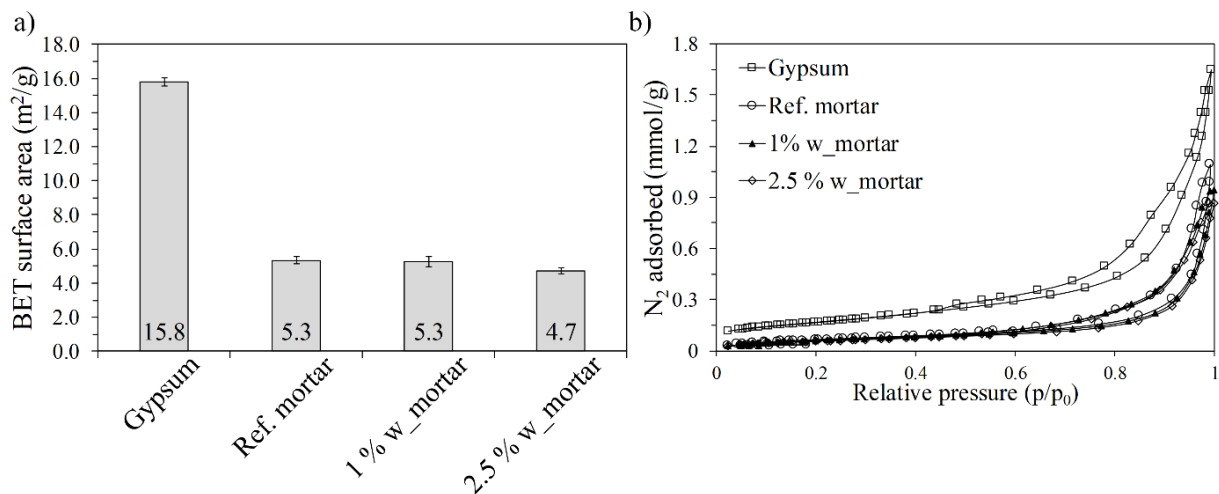 a)
BET surface area (m²/g)
18.0
16.0
14.0
12.0
10.0
8.0
6.0
4.0
2.0
0.0
15.8
5.3
5.3
4.7
Gypsum
Ref. mortar
1 % w_mortar
2.5 % w_mortar
b)
N₂ adsorbed (mmol/g)
1.8
1.5
1.2
0.9
0.6
0.3
0
Gypsum
Ref. mortar
1% w_mortar
2.5 % w_mortar
0
0.2
0.4
0.6
0.8
1
Relative pressure (p/p₀)